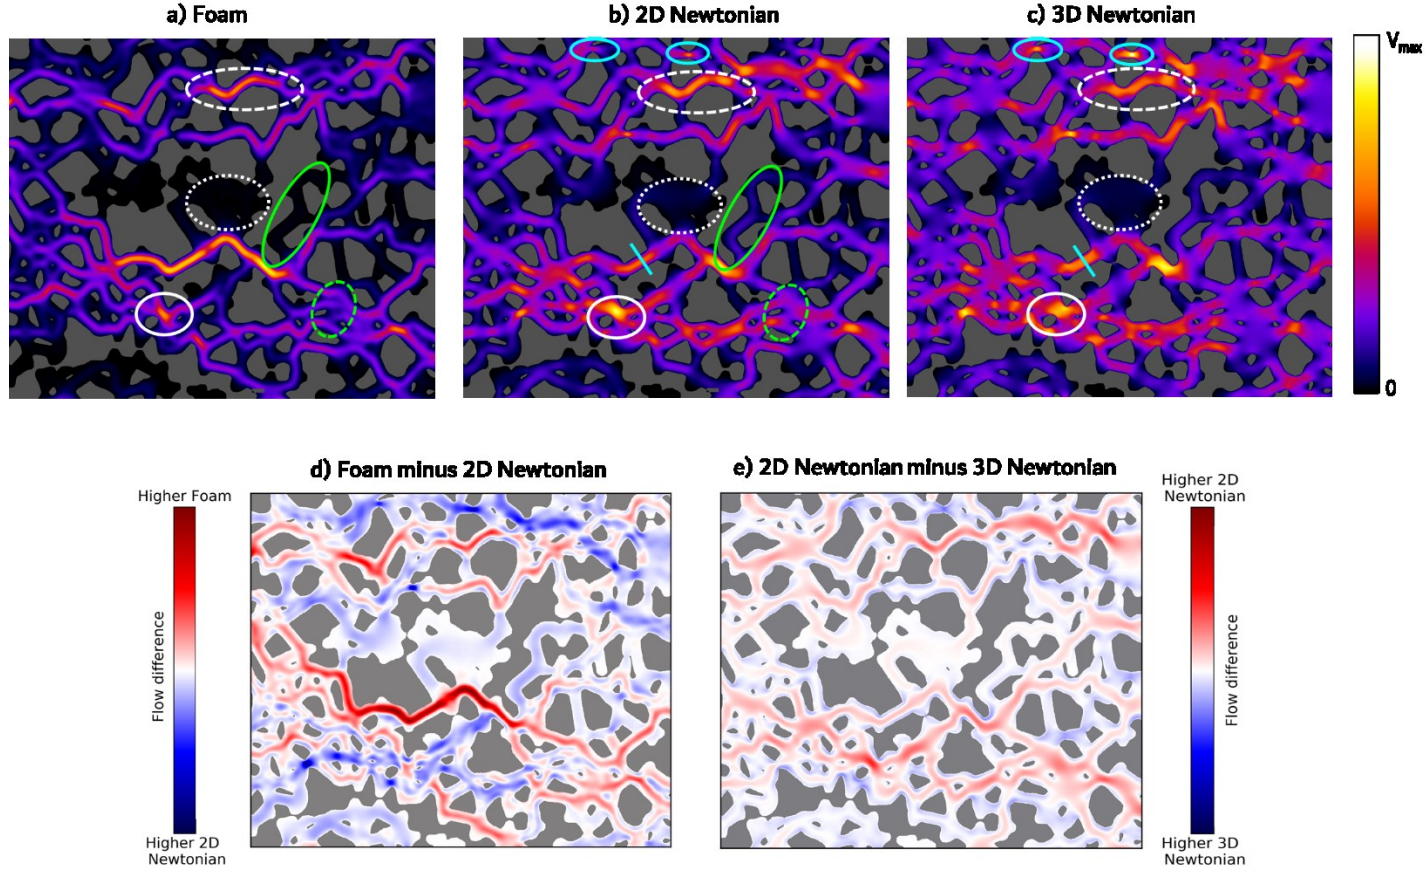 a) Foam
b) 2D Newtonian
c) 3D Newtonian
Vmax
0
d) Foam minus 2D Newtonian
e) 2D Newtonian minus 3D Newtonian
Higher Foam
Flow difference
Higher 2D
Newtonian
Higher 2D
Newtonian
Flow difference
Higher 3D
Newtonian